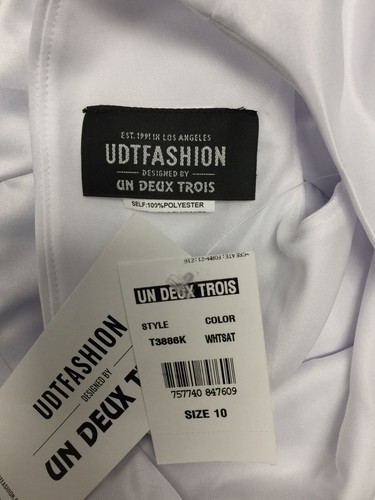 EST. 1991 IN LOS ANGELES
UDTFASHION
DESIGNED BY
UN DEUX TROIS
SELF:100%POLYESTER
UN DEUX TROIS
STYLE COLOR
T3886K WHTSAT
757740 847609
SIZE 10
UDTFASHION
DESIGNED BY
UN DEUX T